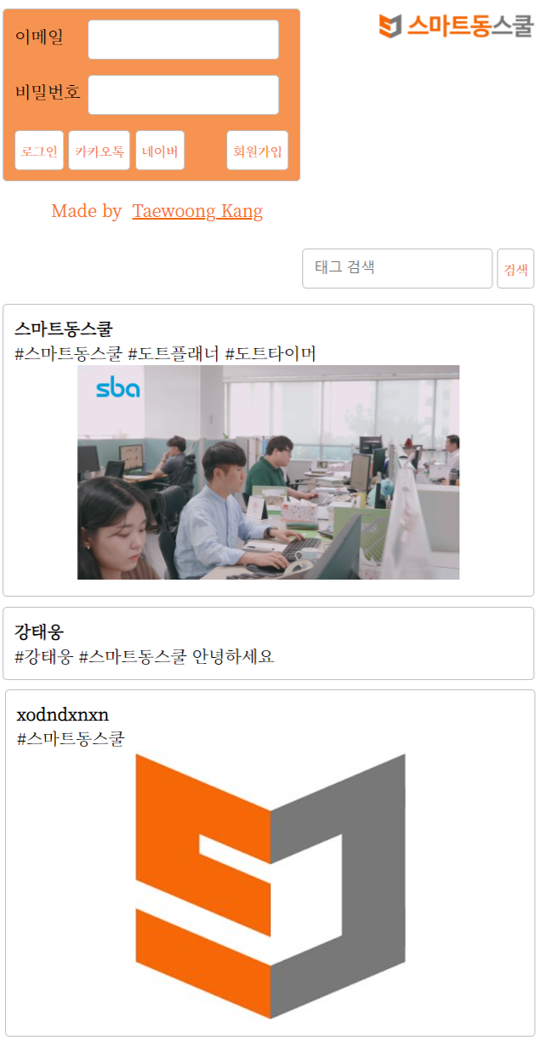 이메일
비밀번호
로그인 카카오톡 네이버 회원가입
스마트동스쿨
Made by Taewoong Kang
태그 검색 검색
스마트동스쿨
#스마트동스쿨 #도트플래너 #도트타이머
sba
강태웅
#강태웅 #스마트동스쿨 안녕하세요
xodndxnxn
#스마트동스쿨